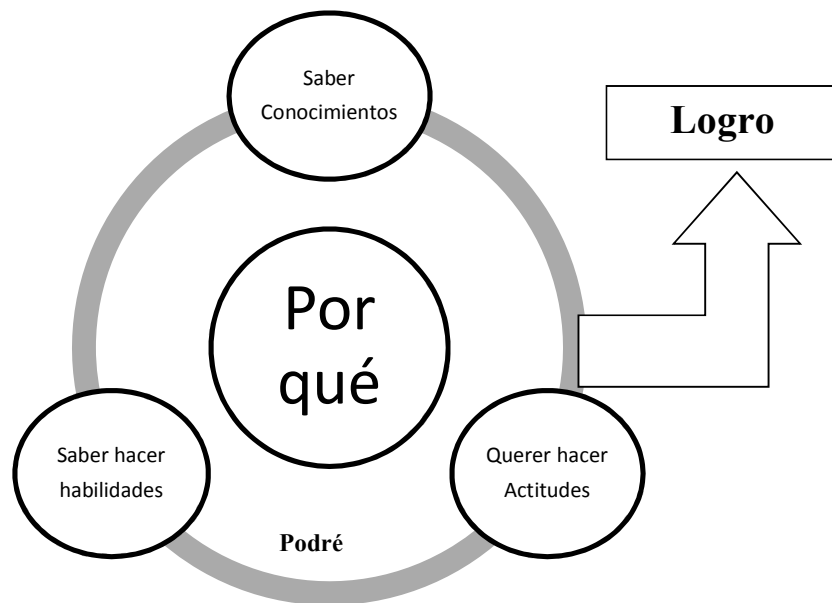 Saber
Conocimientos
Logro
Por
qué
Saber hacer
habilidades
Querer hacer
Actitudes
Podré